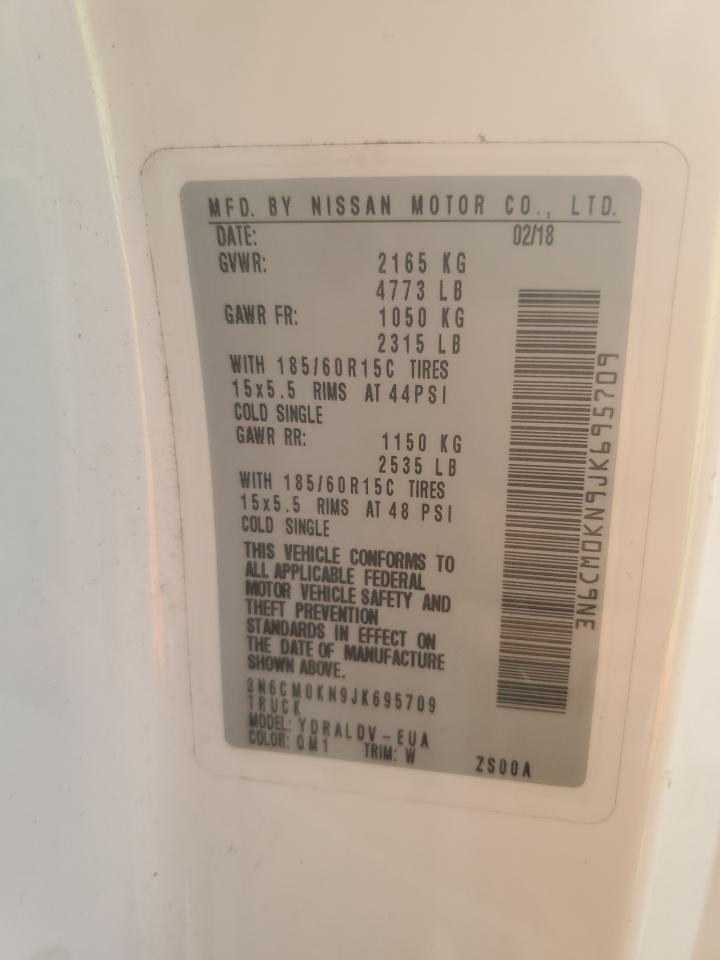 MFD. BY NISSAN MOTOR CO., LTD.
DATE: 02/18
GVWR: 2165 KG
4773 LB
GAWR FR: 1050 KG
2315 LB
WITH 185/60R15C TIRES
15x5.5 RIMS AT 44PSI
COLD SINGLE
GAWR RR: 1150 KG
2535 LB
WITH 185/60R15C TIRES
15x5.5 RIMS AT 48 PSI
COLD SINGLE
THIS VEHICLE CONFORMS TO
ALL APPLICABLE FEDERAL
MOTOR VEHICLE SAFETY AND
THEFT PREVENTION
STANDARDS IN EFFECT ON
THE DATE OF MANUFACTURE
SHOWN ABOVE.
3N6CM0KN9JK695709
TRUCK
MODEL: YDRALDV-EUA
COLOR: QM1 TRIM: W ZS00A
3N6CM0KN9JK695709